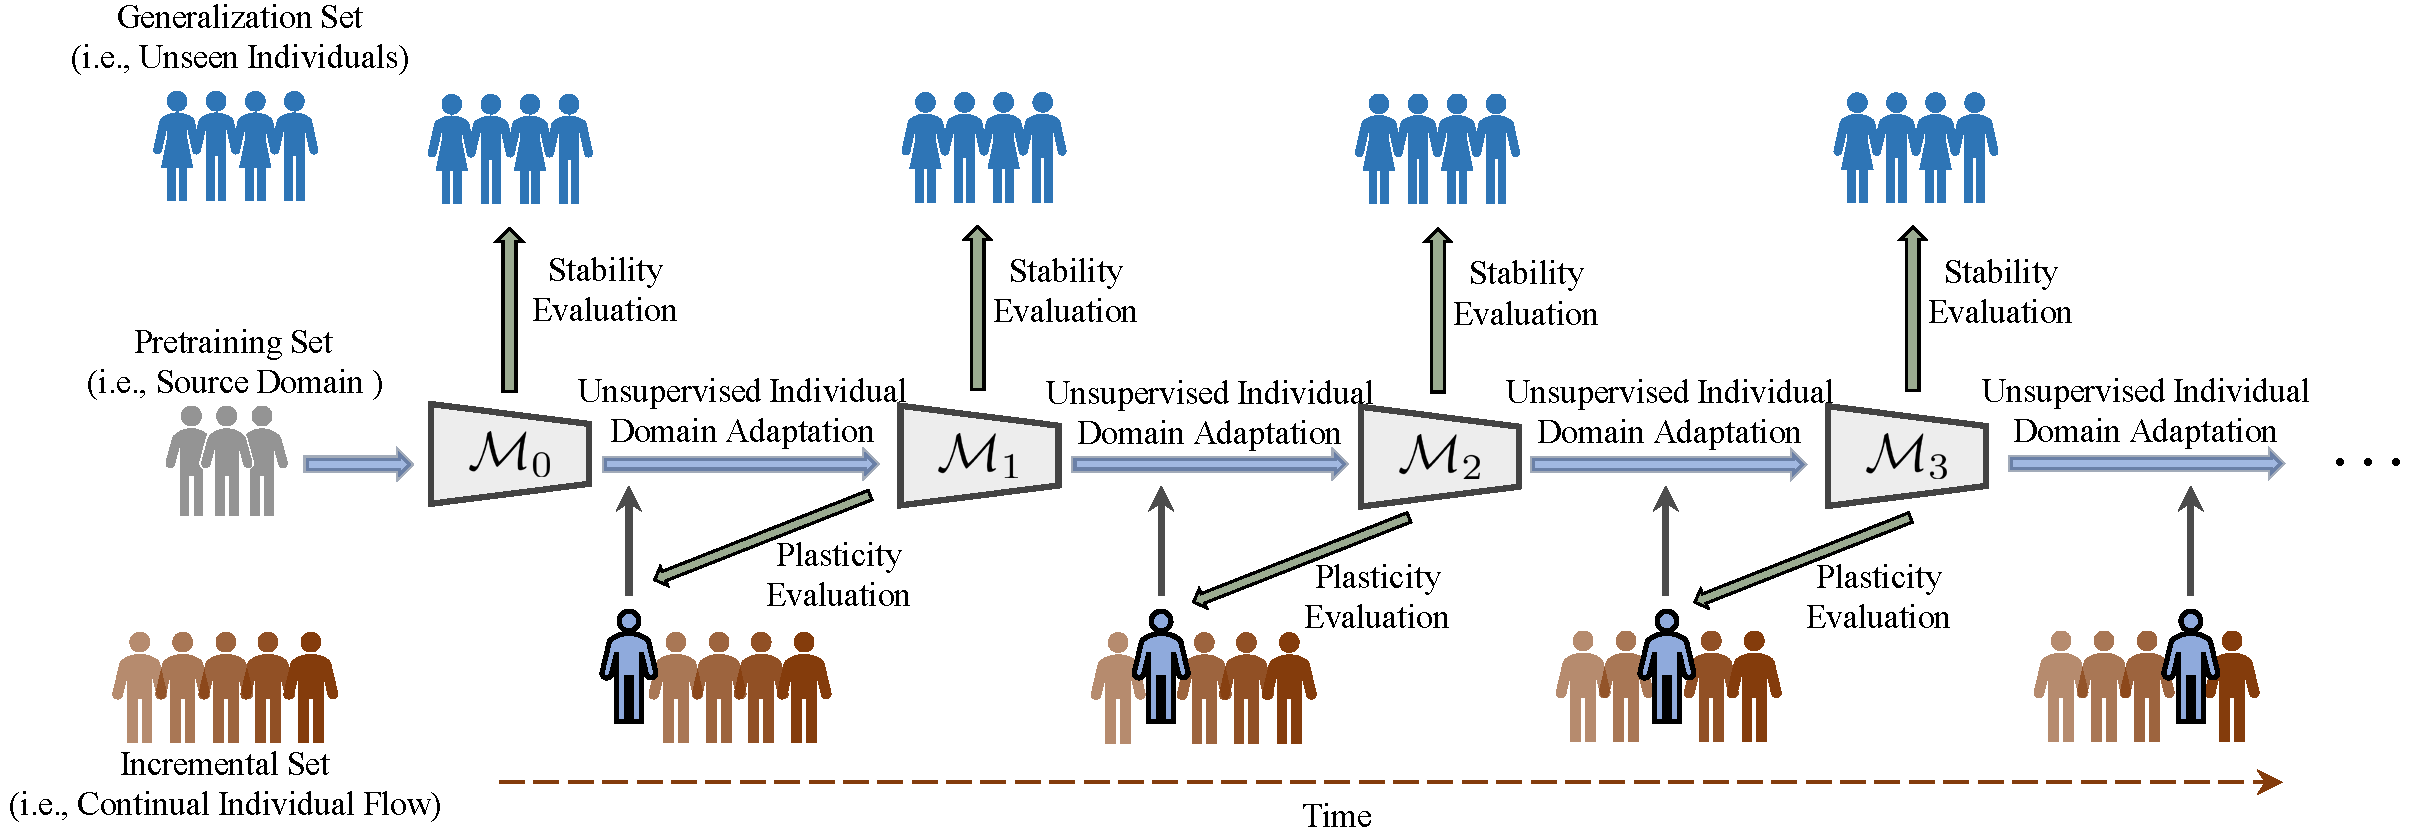 Generalization Set
(i.e., Unseen Individuals)
Stability
Evaluation
Stability
Evaluation
Stability
Evaluation
Stability
Evaluation
Pretraining Set
(i.e., Source Domain )
Unsupervised Individual
Domain Adaptation
Unsupervised Individual
Domain Adaptation
Unsupervised Individual
Domain Adaptation
Unsupervised Individual
Domain Adaptation
M₀
M₁
M₂
M₃
· · ·
Plasticity
Evaluation
Plasticity
Evaluation
Plasticity
Evaluation
Incremental Set
(i.e., Continual Individual Flow)
Time